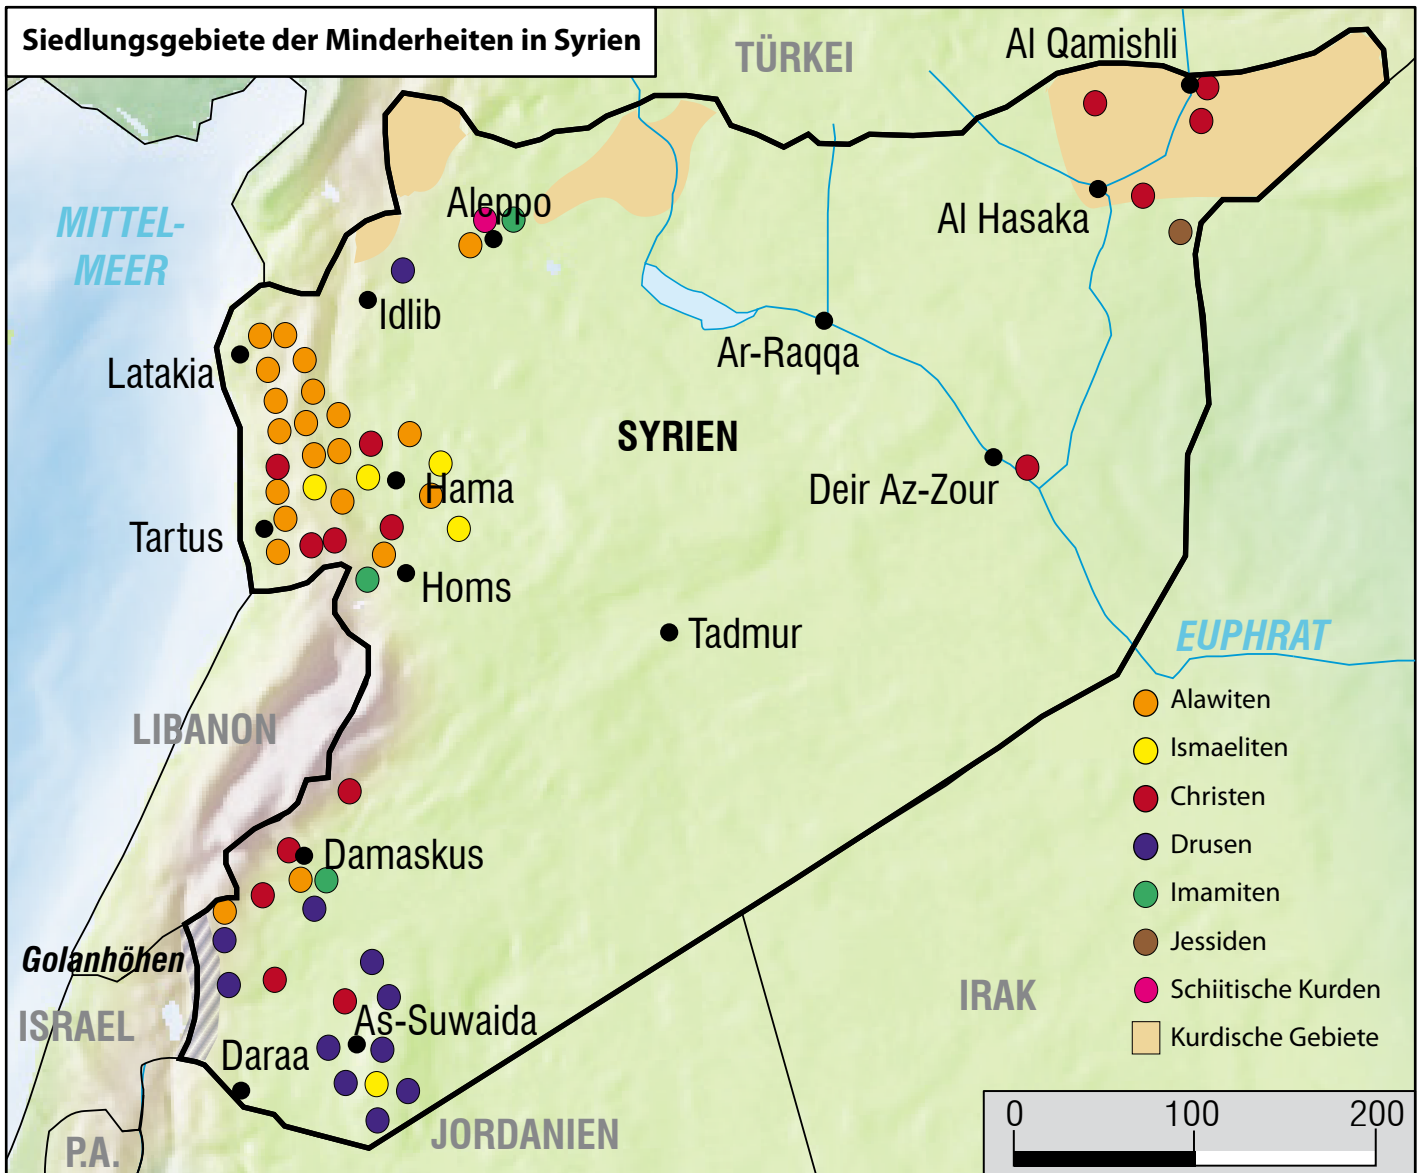 Siedlungsgebiete der Minderheiten in Syrien
TÜRKEI
Al Qamishli
MITTEL-
MEER
Aleppo
Al Hasaka
Idlib
Latakia
Ar-Raqqa
SYRIEN
Hama
Deir Az-Zour
Tartus
Homs
Tadmur
EUPHRAT
LIBANON
Alawiten
Ismaeliten
Christen
Damaskus
Drusen
Imamiten
Golanhöhen
Jessiden
ISRAEL
IRAK
Schiitische Kurden
As-Suwaida
Daraa
Kurdische Gebiete
JORDANIEN
P.A.
0 100 200